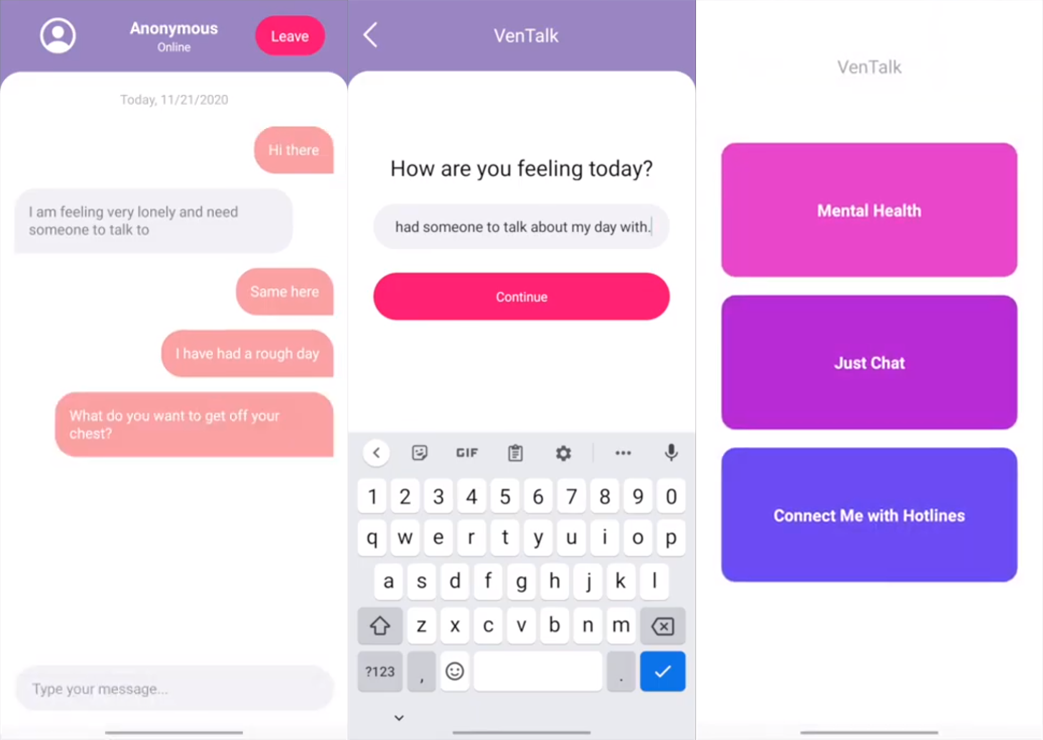 Anonymous
Online
Leave
Today, 11/21/2020
Hi there
I am feeling very lonely and need
someone to talk to
Same here
I have had a rough day
What do you want to get off your
chest?
Type your message...
VenTalk
How are you feeling today?
had someone to talk about my day with.
Continue
GIF
1 2 3 4 5 6 7 8 9 0
q w e r t y u i o p
a s d f g h j k l
z x c v b n m
?123 , .
VenTalk
Mental Health
Just Chat
Connect Me with Hotlines